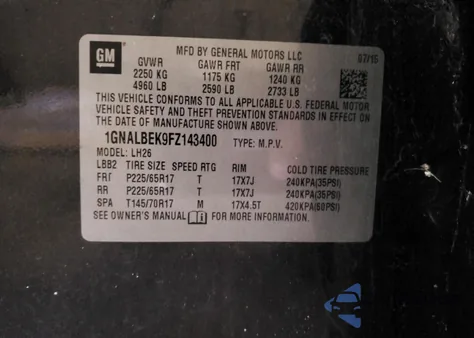 GM
MFD BY GENERAL MOTORS LLC
07/15
GVWR GAWR FRT GAWR RR
2250 KG 1175 KG 1240 KG
4960 LB 2590 LB 2733 LB
THIS VEHICLE CONFORMS TO ALL APPLICABLE U.S. FEDERAL MOTOR
VEHICLE SAFETY AND THEFT PREVENTION STANDARDS IN EFFECT ON
THE DATE OF MANUFACTURE SHOWN ABOVE.
1GNALBEK9FZ143400 TYPE: M.P.V.
MODEL: LH26
LBB2 TIRE SIZE SPEED RTG RIM COLD TIRE PRESSURE
FRT P225/65R17 T 17X7J 240KPA(35PSI)
RR P225/65R17 T 17X7J 240KPA(35PSI)
SPA T145/70R17 M 17X4.5T 420KPA(60PSI)
SEE OWNER'S MANUAL i FOR MORE INFORMATION